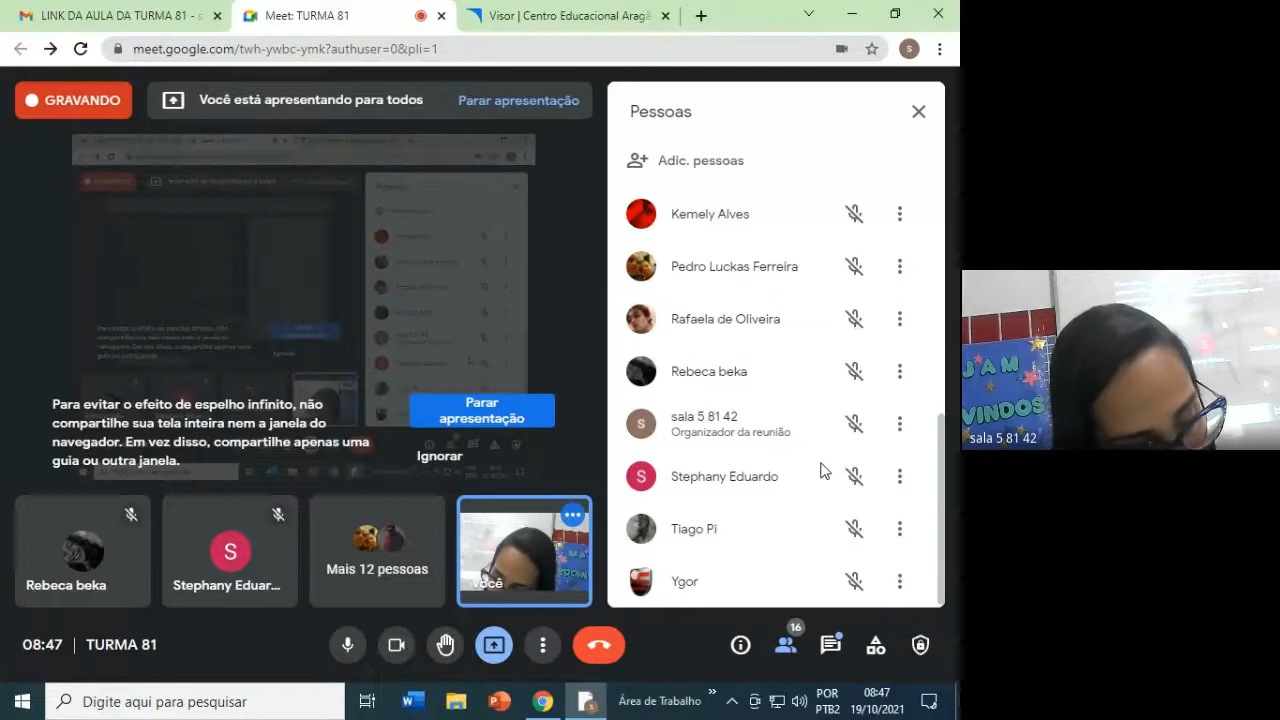 LINK DA AULA DA TURMA 81 - s
Meet: TURMA 81
Visor | Centro Educacional Aragã
meet.google.com/twh-ywbc-ymk?authuser=0&pli=1
S
GRAVANDO
Você está apresentando para todos
Parar apresentação
Para evitar o efeito de espelho infinito, não
compartilhe sua tela inteira nem a janela do
navegador. Em vez disso, compartilhe apenas uma
guia ou outra janela.
Parar
apresentação
Ignorar
Rebeca beka
S
Stephany Eduar...
Mais 12 pessoas
Você
Pessoas
Adic. pessoas
Kemely Alves
Pedro Luckas Ferreira
Rafaela de Oliveira
Rebeca beka
S
sala 5 81 42
Organizador da reunião
S
Stephany Eduardo
Tiago Pi
Ygor
JAM
VINDOS
sala 5 81 42
08:47 | TURMA 81
16
Digite aqui para pesquisar
Área de Trabalho
POR
PTB2
08:47
19/10/2021